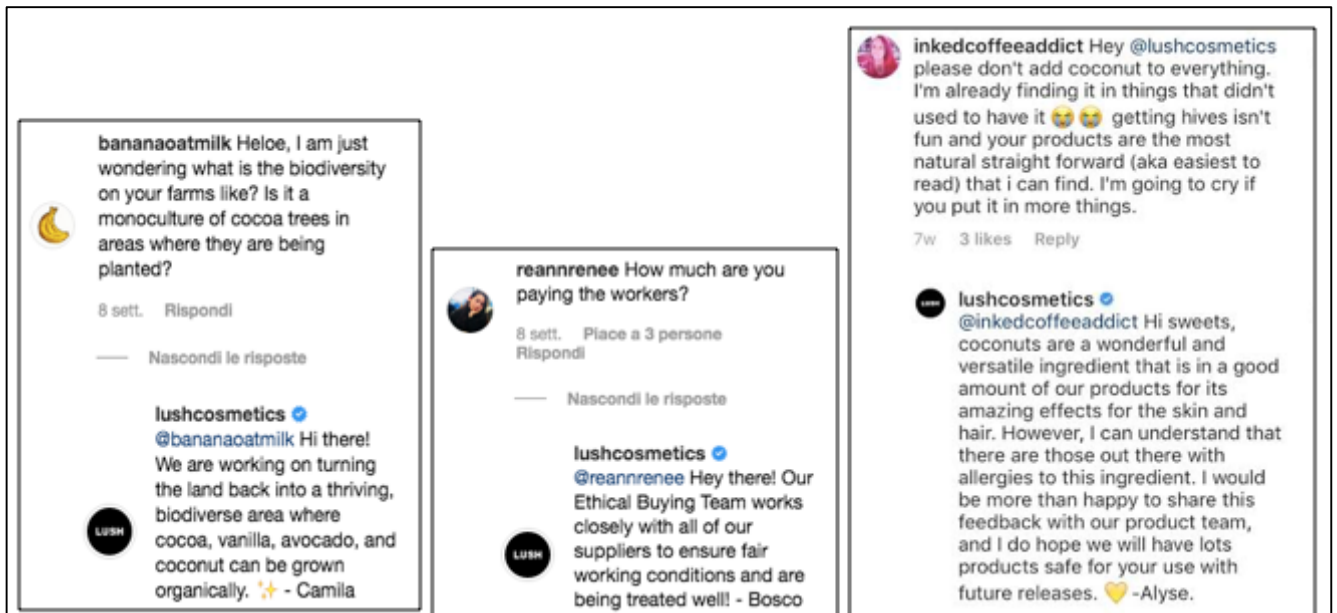 bananaoatmilk Heloe, I am just
wondering what is the biodiversity
on your farms like? Is it a
monoculture of cocoa trees in
areas where they are being
planted?
8 sett. Rispondi
Nascondi le risposte
lushcosmetics
@bananaoatmilk Hi there!
We are working on turning
the land back into a thriving,
biodiverse area where
cocoa, vanilla, avocado, and
coconut can be grown
organically. ✨ - Camila
LUSH
reannrenee How much are you
paying the workers?
8 sett. Place a 3 persone
Rispondi
Nascondi le risposte
lushcosmetics
@reannrenee Hey there! Our
Ethical Buying Team works
closely with all of our
suppliers to ensure fair
working conditions and are
being treated well! - Bosco
LUSH
inkedcoffeeaddict Hey @lushcosmetics
please don't add coconut to everything.
I'm already finding it in things that didn't
used to have it 😭 😭 getting hives isn't
fun and your products are the most
natural straight forward (aka easiest to
read) that i can find. I'm going to cry if
you put it in more things.
7w 3 likes Reply
LUSH
lushcosmetics
@inkedcoffeeaddict Hi sweets,
coconuts are a wonderful and
versatile ingredient that is in a good
amount of our products for its
amazing effects for the skin and
hair. However, I can understand that
there are those out there with
allergies to this ingredient. I would
be more than happy to share this
feedback with our product team,
and I do hope we will have lots
products safe for your use with
future releases. 💛 -Alyse.